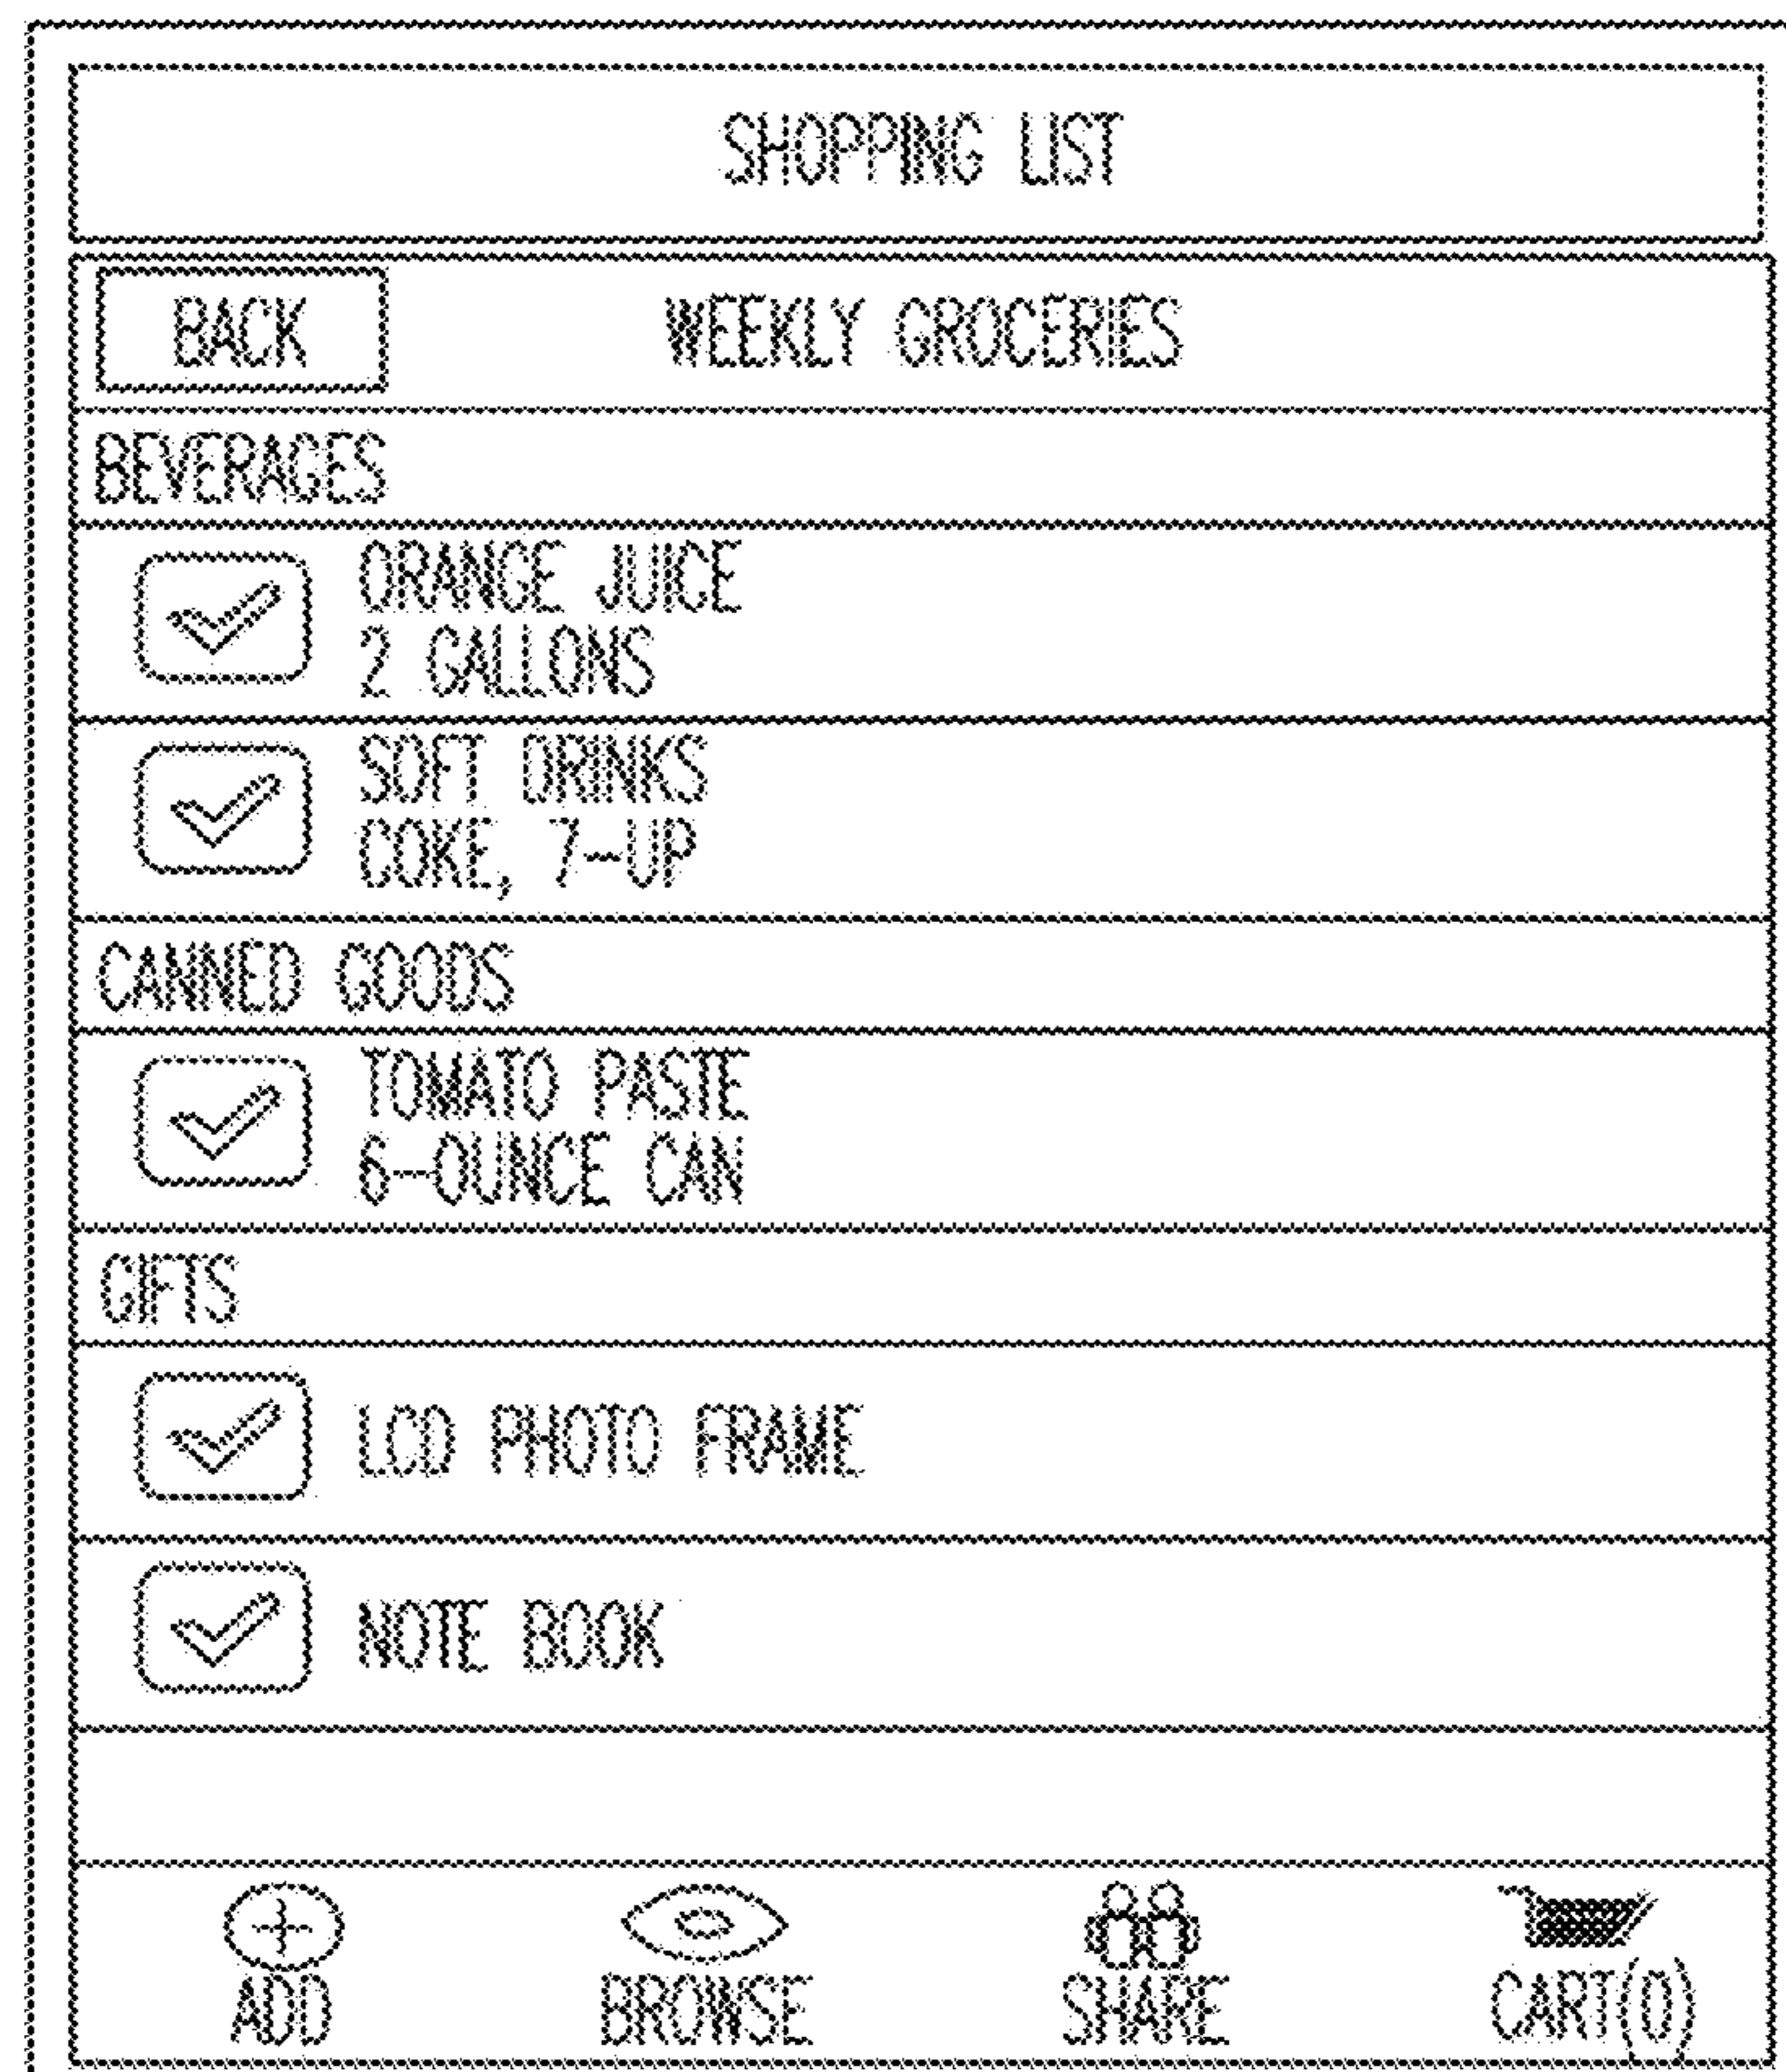 SHOPPING LIST
BACK
WEEKLY GROCERIES
BEVERAGES
ORANGE JUICE
2 GALLONS
SOFT DRINKS
COKE, 7-UP
CANNED GOODS
TOMATO PASTE
6-OUNCE CAN
GIFTS
LCD PHOTO FRAME
NOTE BOOK
ADD
BROWSE
SHARE
CART(0)